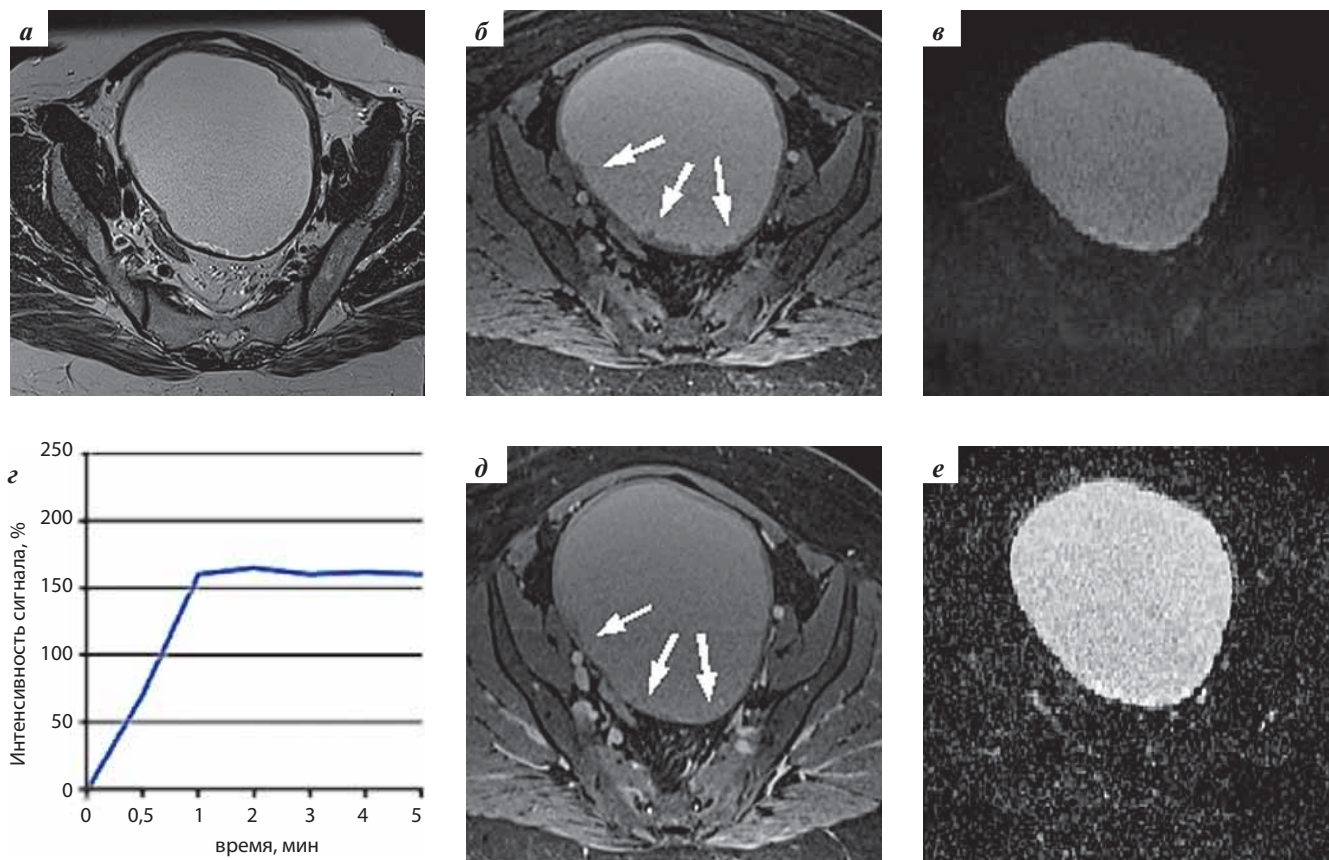 а
б
в
г
250
200
150
100
50
0
Интенсивность сигнала, %
0 0,5 1 2 3 4 5
время, мин
д
е